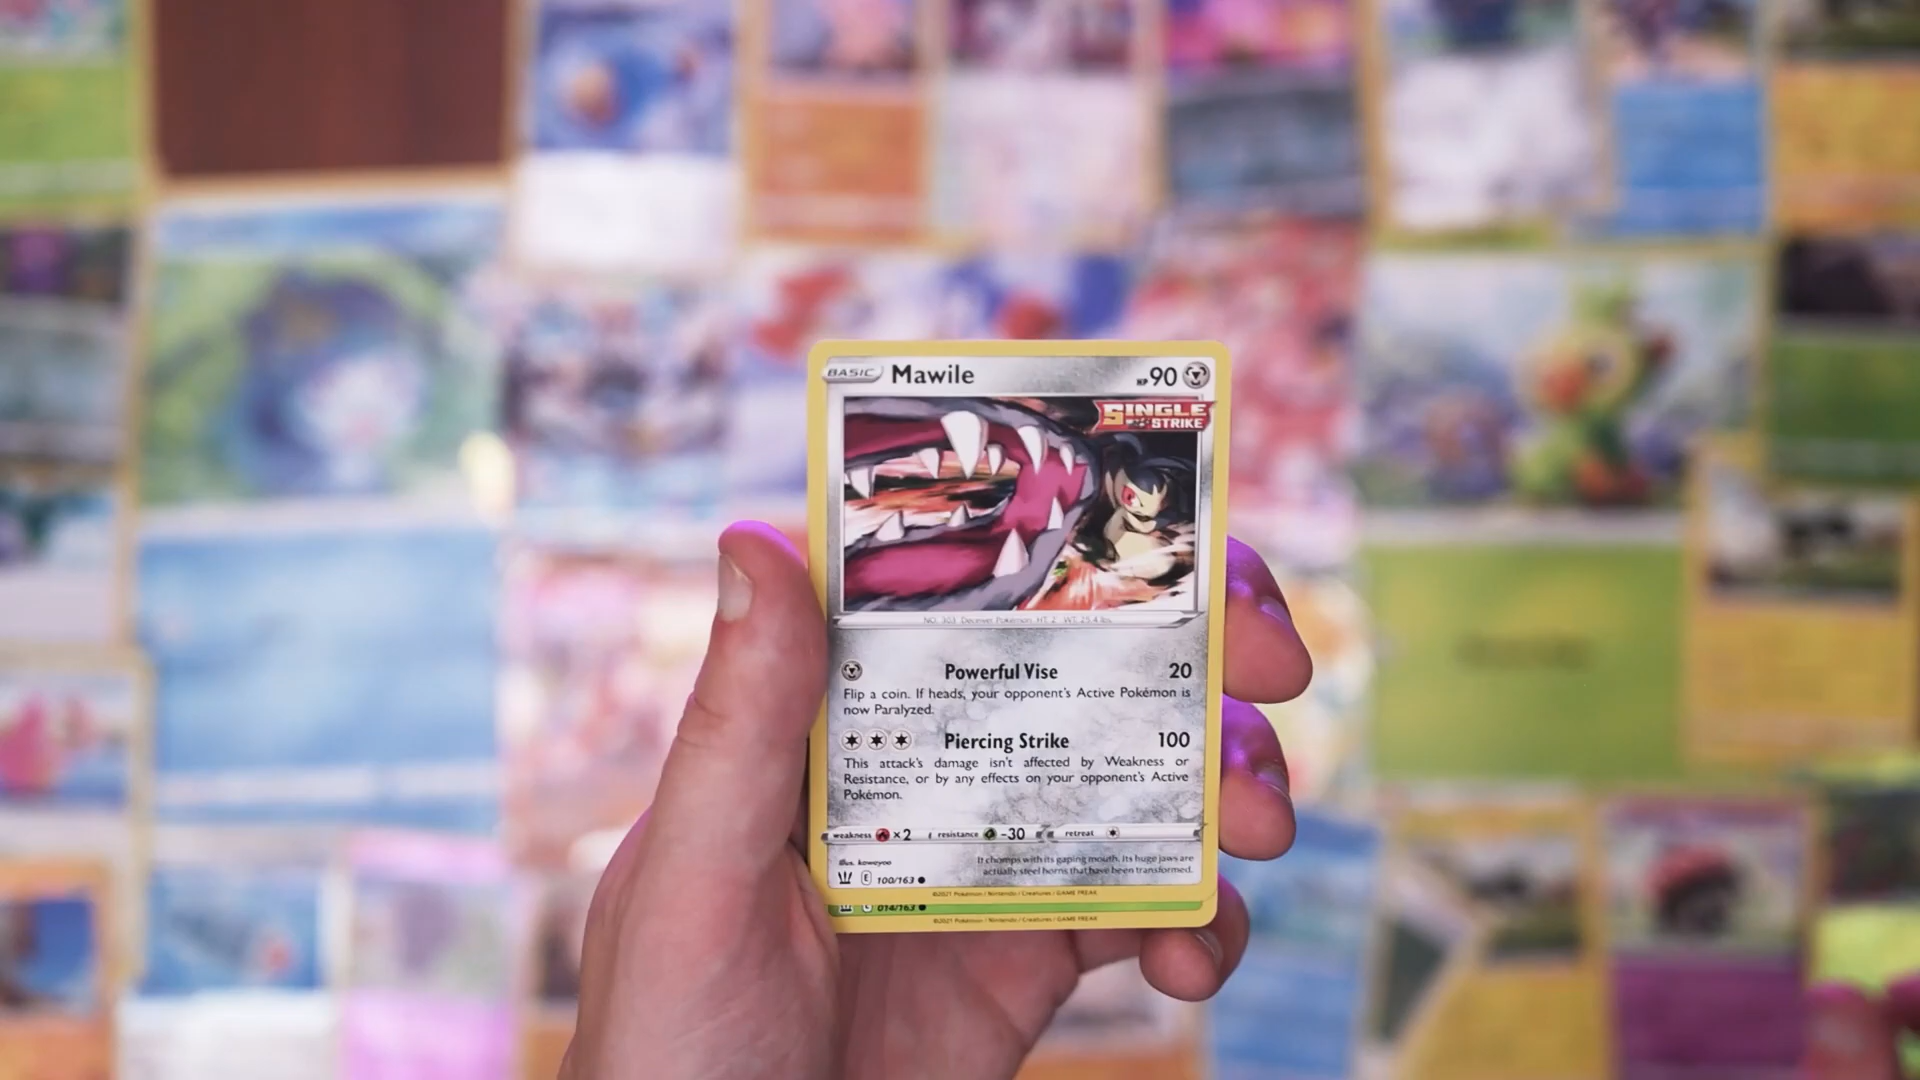 BASIC Mawile HP 90
SINGLE
STRIKE
NO. 303 Deceiver Pokémon HT: 2' WT: 25.4 lbs.
Powerful Vise 20
Flip a coin. If heads, your opponent's Active Pokémon is
now Paralyzed.
Piercing Strike 100
This attack's damage isn't affected by Weakness or
Resistance, or by any effects on your opponent's Active
Pokémon.
weakness ×2 resistance -30 retreat
Illus. kawayoo
It chomps with its gaping mouth. Its huge jaws are
actually steel horns that have been transformed.
E 100/163
©2021 Pokémon / Nintendo / Creatures / GAME FREAK
014/163
©2021 Pokémon / Nintendo / Creatures / GAME FREAK